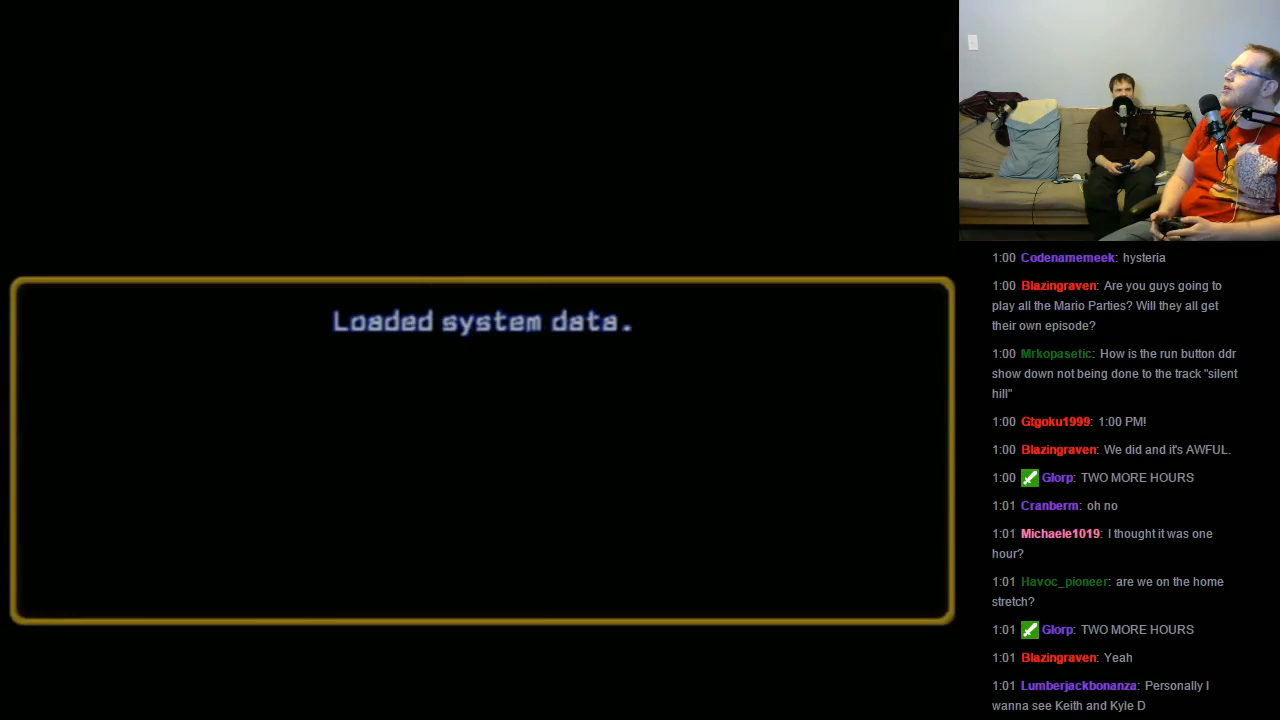 Loaded system data.
1:00 Codenamemeek: hysteria
1:00 Blazingraven: Are you guys going to
play all the Mario Parties? Will they all get
their own episode?
1:00 Mrkopasetic: How is the run button ddr
show down not being done to the track "silent
hill"
1:00 Gtgoku1999: 1:00 PM!
1:00 Blazingraven: We did and it's AWFUL.
1:00 Glorp: TWO MORE HOURS
1:01 Cranberm: oh no
1:01 Michaele1019: I thought it was one
hour?
1:01 Havoc_pioneer: are we on the home
stretch?
1:01 Glorp: TWO MORE HOURS
1:01 Blazingraven: Yeah
1:01 Lumberjackbonanza: Personally I
wanna see Keith and Kyle D